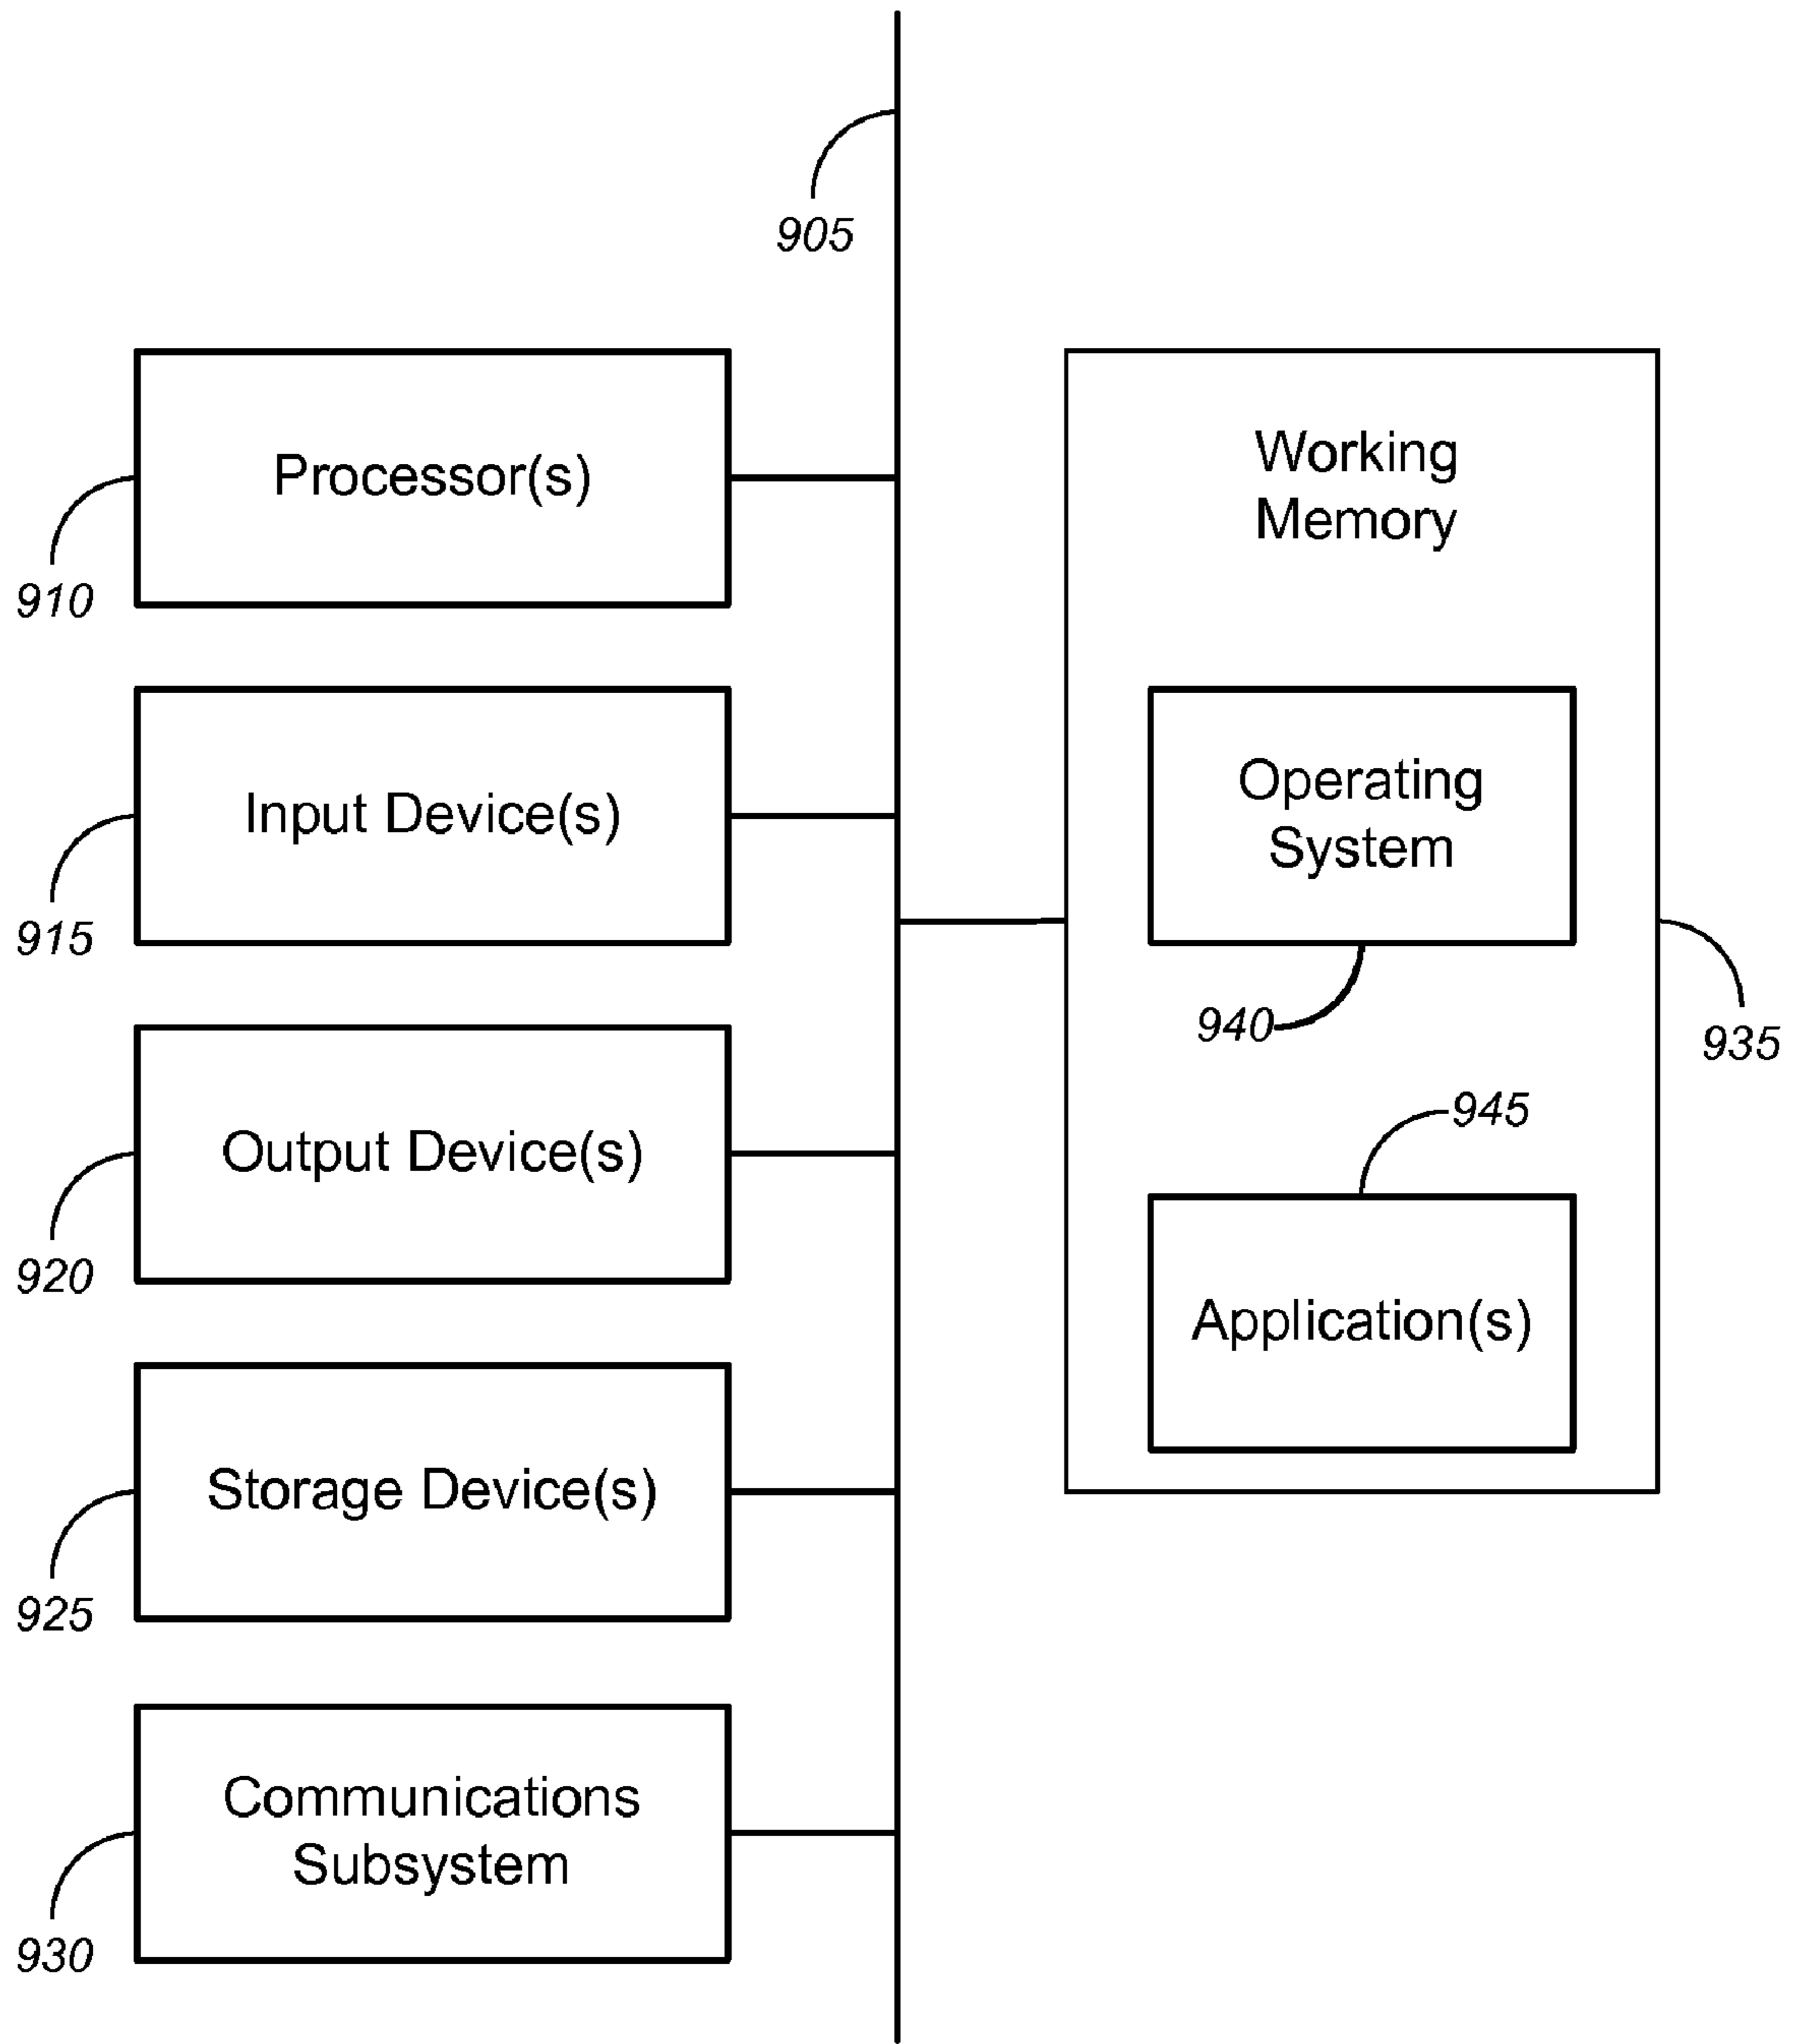 905
Processor(s)
910
Input Device(s)
915
Output Device(s)
920
Storage Device(s)
925
Communications
Subsystem
930
Working
Memory
Operating
System
940
935
945
Application(s)